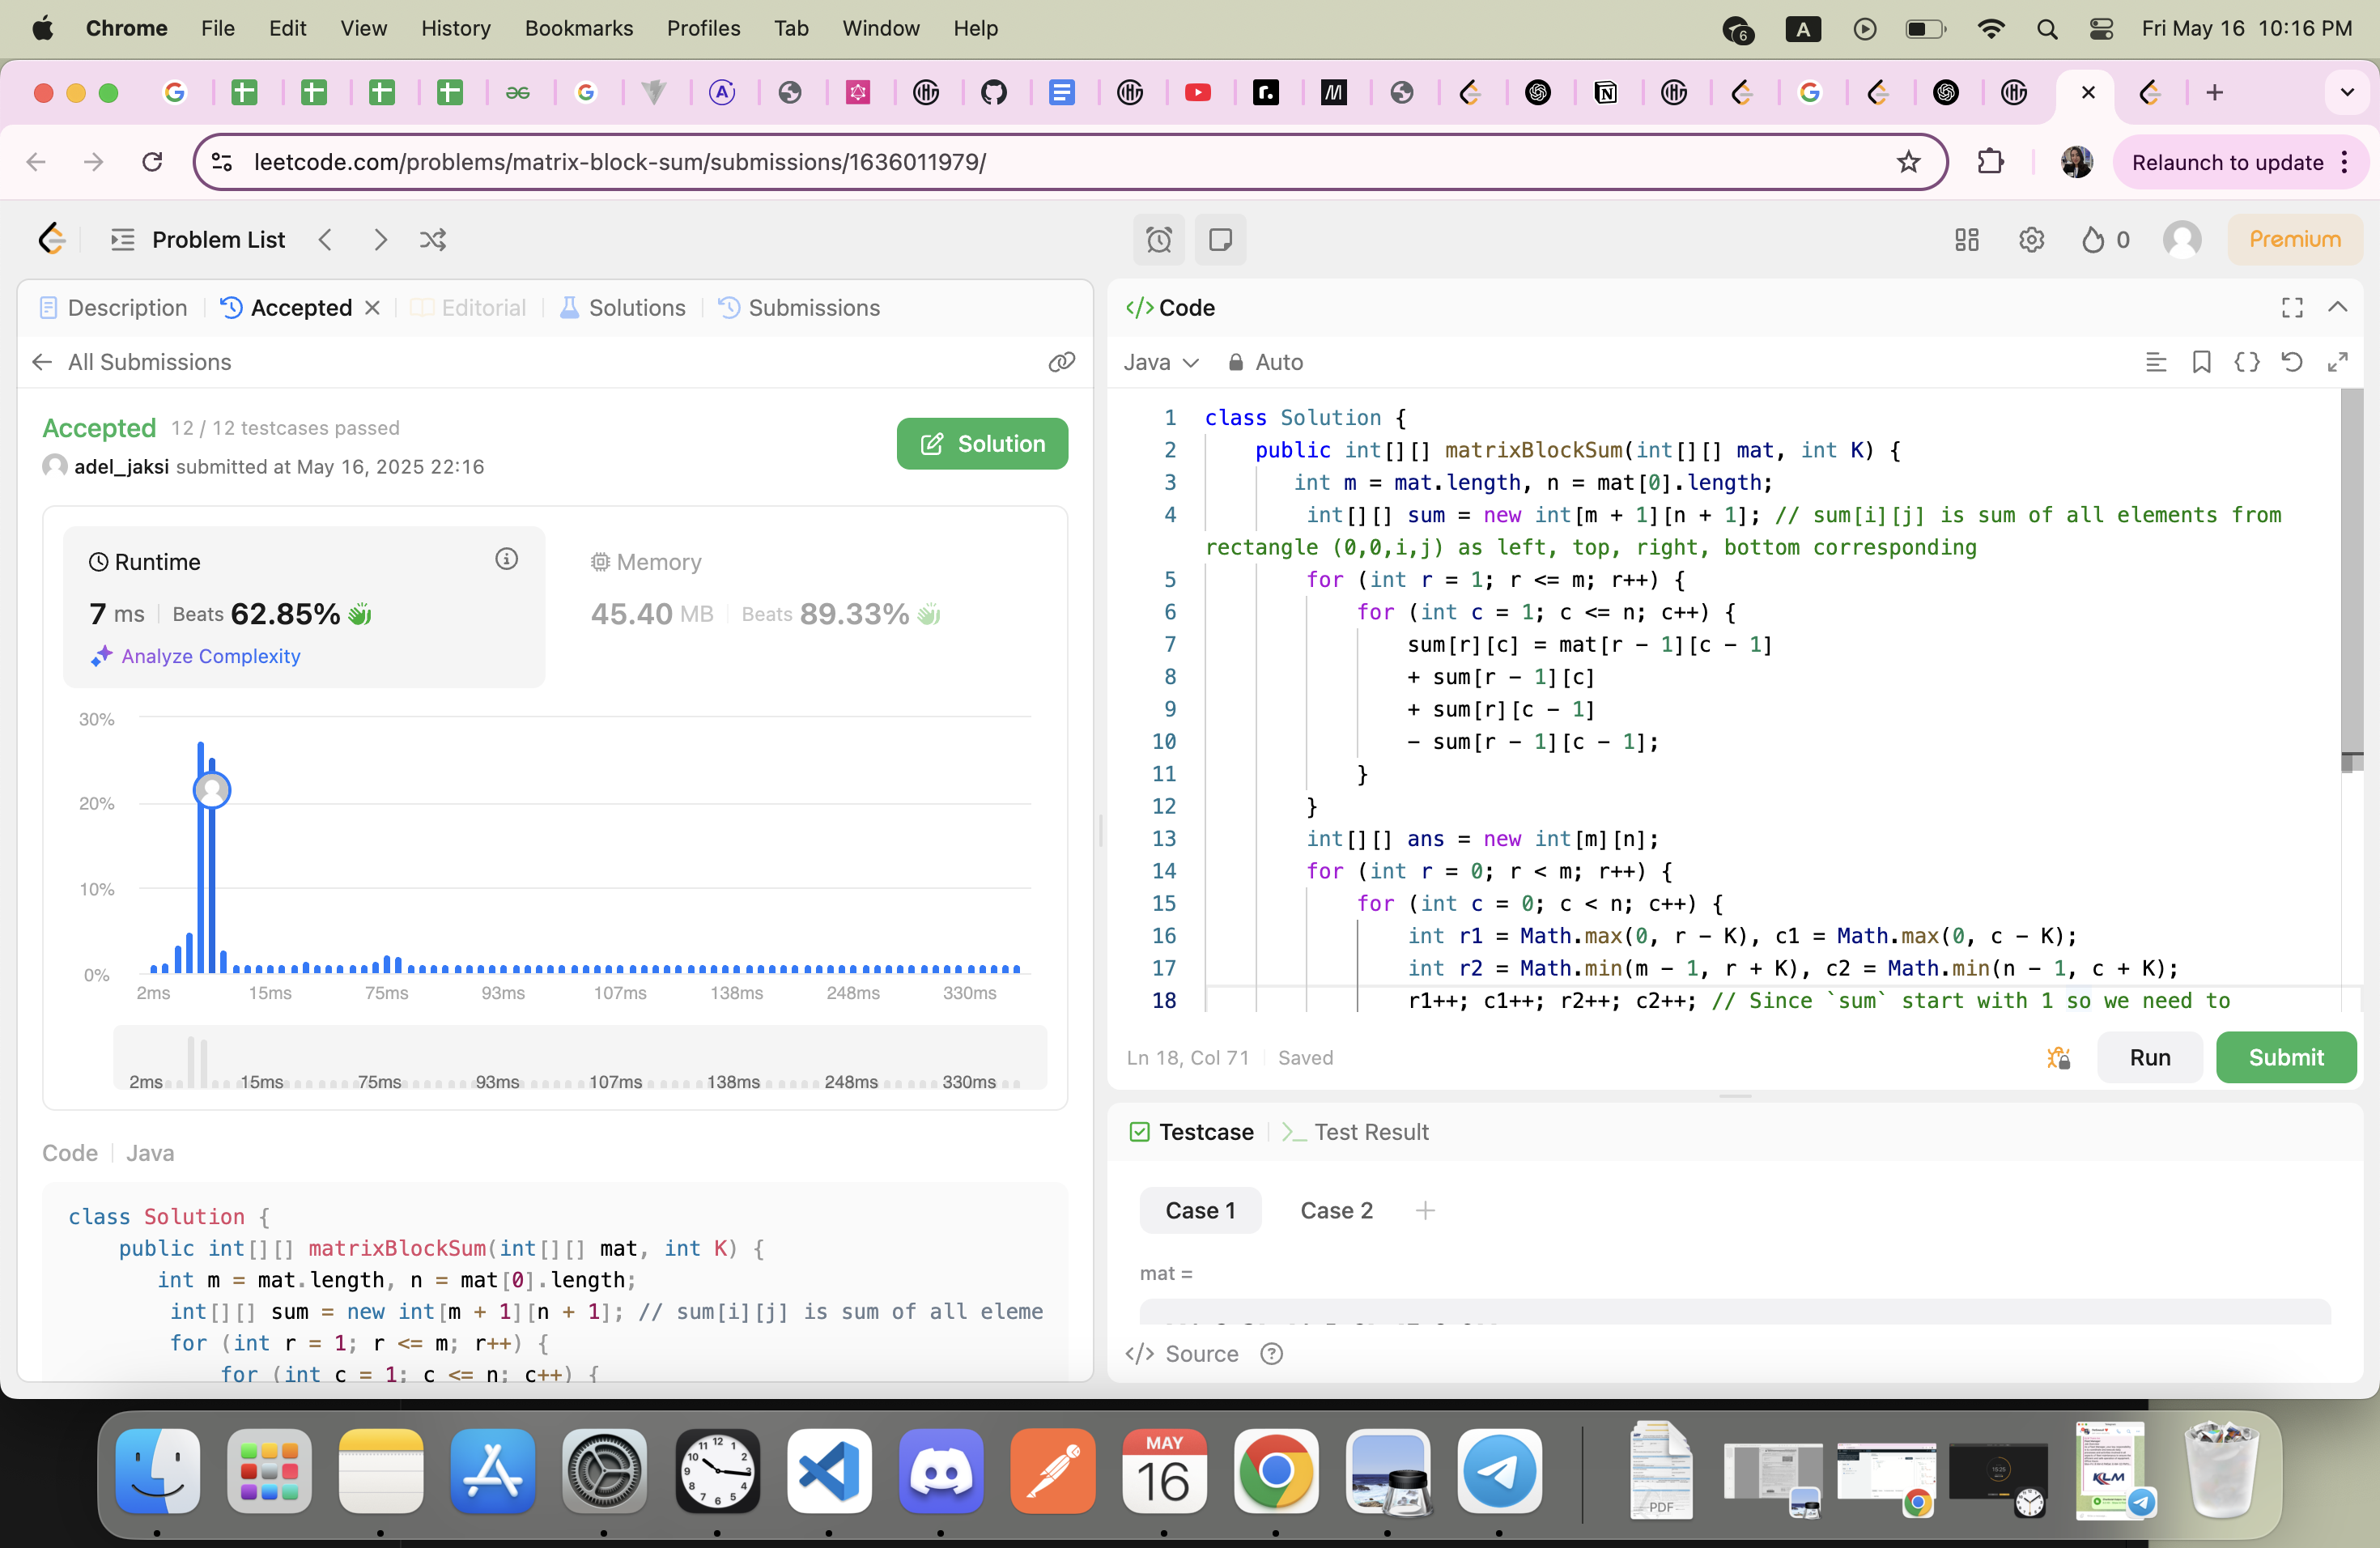 Chrome File Edit View History Bookmarks Profiles Tab Window Help
6 A Fri May 16 10:16 PM
leetcode.com/problems/matrix-block-sum/submissions/1636011979/
Relaunch to update
Problem List
0
Premium
Description
Accepted
Editorial
Solutions
Submissions
All Submissions
Accepted 12 / 12 testcases passed
adel_jaksi submitted at May 16, 2025 22:16
Solution
Runtime
7 ms Beats 62.85%
Analyze Complexity
Memory
45.40 MB Beats 89.33%
30%
20%
10%
0%
2ms 15ms 75ms 93ms 107ms 138ms 248ms 330ms
2ms 15ms 75ms 93ms 107ms 138ms 248ms 330ms
Code Java
class Solution {
public int[][] matrixBlockSum(int[][] mat, int K) {
int m = mat.length, n = mat[0].length;
int[][] sum = new int[m + 1][n + 1]; // sum[i][j] is sum of all eleme
for (int r = 1; r <= m; r++) {
for (int c = 1; c <= n; c++) {
</> Code
Java
Auto
1 class Solution {
2 public int[][] matrixBlockSum(int[][] mat, int K) {
3 int m = mat.length, n = mat[0].length;
4 int[][] sum = new int[m + 1][n + 1]; // sum[i][j] is sum of all elements from
rectangle (0,0,i,j) as left, top, right, bottom corresponding
5 for (int r = 1; r <= m; r++) {
6 for (int c = 1; c <= n; c++) {
7 sum[r][c] = mat[r - 1][c - 1]
8 + sum[r - 1][c]
9 + sum[r][c - 1]
10 - sum[r - 1][c - 1];
11 }
12 }
13 int[][] ans = new int[m][n];
14 for (int r = 0; r < m; r++) {
15 for (int c = 0; c < n; c++) {
16 int r1 = Math.max(0, r - K), c1 = Math.max(0, c - K);
17 int r2 = Math.min(m - 1, r + K), c2 = Math.min(n - 1, c + K);
18 r1++; c1++; r2++; c2++; // Since `sum` start with 1 so we need to
Ln 18, Col 71 Saved
Run
Submit
Testcase
Test Result
Case 1
Case 2
mat =
</> Source
MAY
16
PDF
KLM